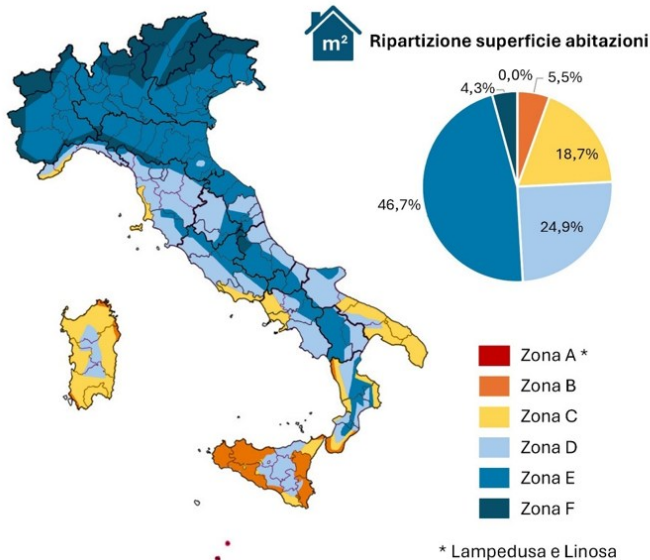 m²
Ripartizione superficie abitazioni
0,0%
5,5%
4,3%
18,7%
46,7%
24,9%
Zona A *
Zona B
Zona C
Zona D
Zona E
Zona F
* Lampedusa e Linosa